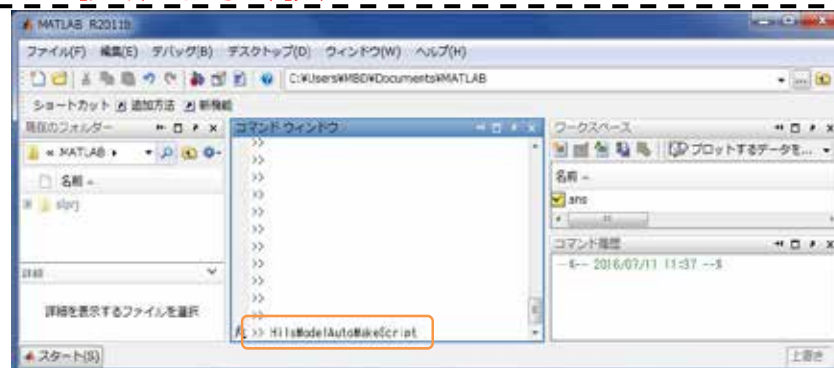 MATLAB R2011b
ファイル(F) 編集(E) デバッグ(B) デスクトップ(D) ウィンドウ(W) ヘルプ(H)
C:¥Users¥MBD¥Documents¥MATLAB
ショートカット 追加方法 新機能
現在のフォルダー
« MATLAB ▸
名前
slprj
詳細
詳細を表示するファイルを選択
コマンド ウィンドウ
>>
>>
>>
>>
>>
>>
>>
>>
>>
>>
>>
fx >> HilsModelAutoMakeScript
ワークスペース
プロットするデータを...
名前
ans
コマンド履歴
--%-- 2016/07/11 11:37 --%
スタート(S)
上書き